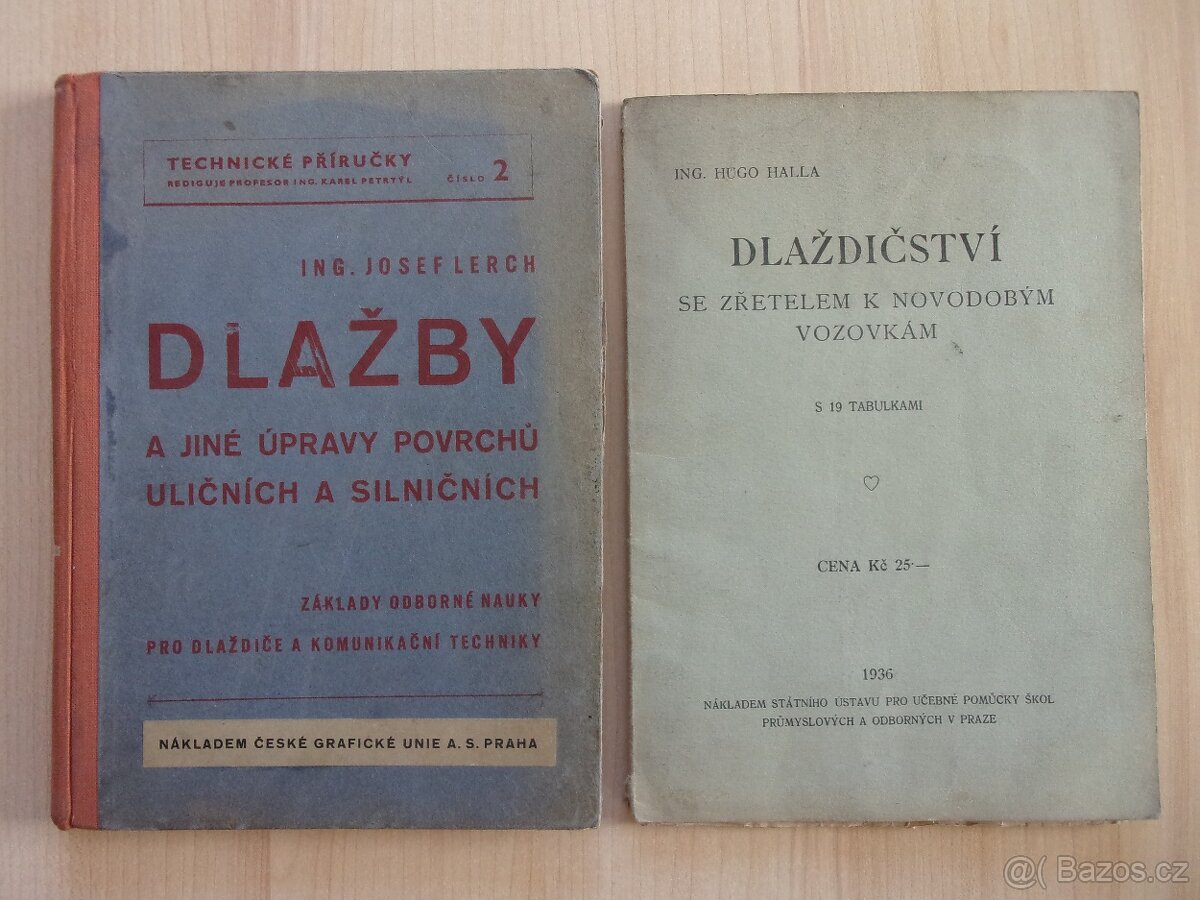 TECHNICKÉ PŘÍRUČKY
REDIGUJE PROFESOR ING. KAREL PETRTÝL ČÍSLO 2
ING. JOSEF LERCH
DLAŽBY
A JINÉ ÚPRAVY POVRCHŮ
ULIČNÍCH A SILNIČNÍCH
ZÁKLADY ODBORNÉ NAUKY
PRO DLAŽDIČE A KOMUNIKAČNÍ TECHNIKY
NÁKLADEM ČESKÉ GRAFICKÉ UNIE A. S. PRAHA
ING. HUGO HALLA
DLAŽDIČSTVÍ
SE ZŘETELEM K NOVODOBÝM
VOZOVKÁM
S 19 TABULKAMI
CENA Kč 25·—
1936
NÁKLADEM STÁTNÍHO ÚSTAVU PRO UČEBNÉ POMŮCKY ŠKOL
PRŮMYSLOVÝCH A ODBORNÝCH V PRAZE
@( Bazos.cz